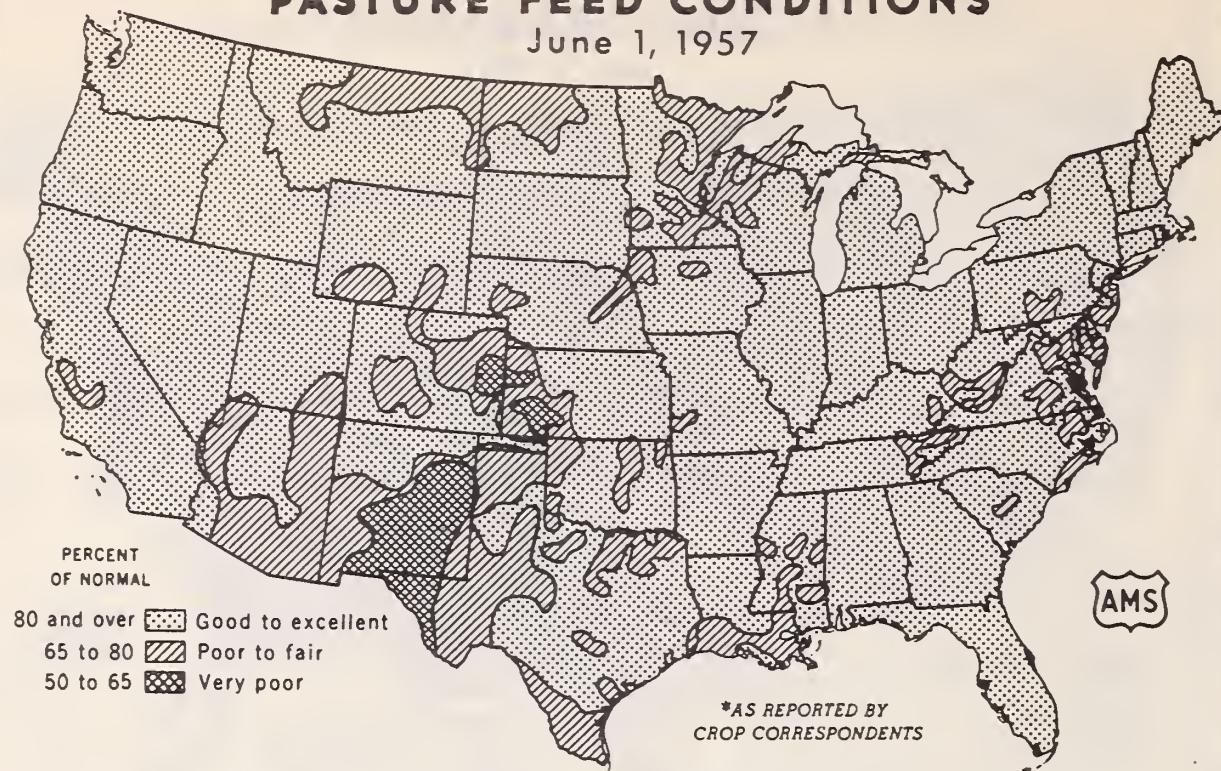 PASTURE FEED CONDITIONS
June 1, 1957
PERCENT
OF NORMAL
80 and over Good to excellent
65 to 80 Poor to fair
50 to 65 Very poor
*AS REPORTED BY
CROP CORRESPONDENTS
AMS